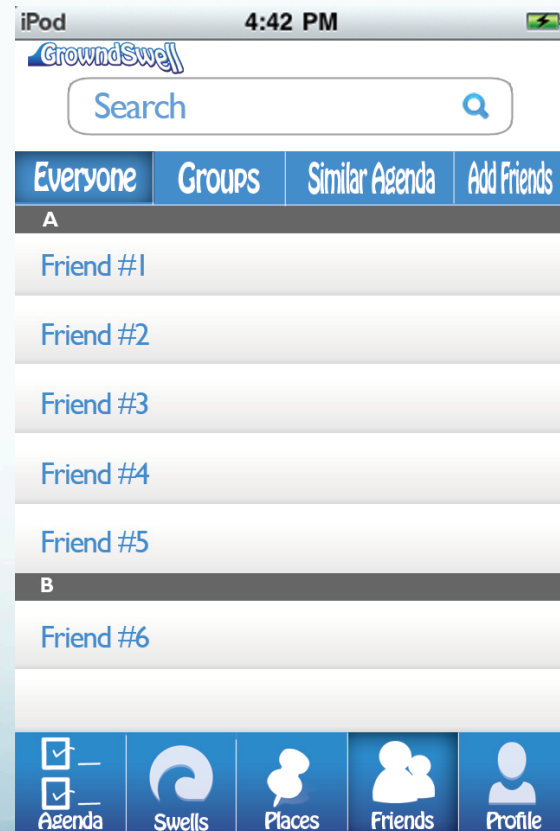 iPod 4:42 PM
GrowndSwell
Search
Everyone Groups Similar Agenda Add Friends
A
Friend #1
Friend #2
Friend #3
Friend #4
Friend #5
B
Friend #6
Agenda Swells Places Friends Profile